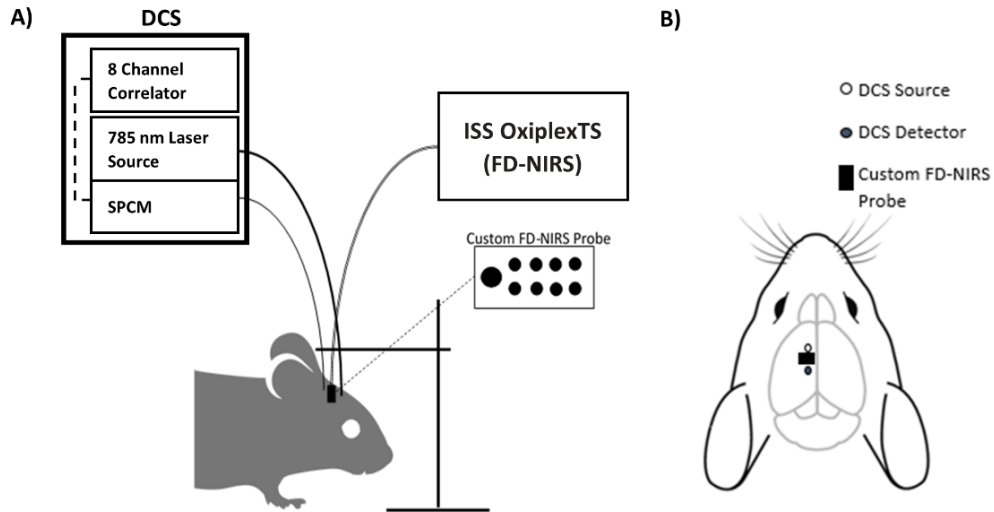 A)
DCS
8 Channel
Correlator
785 nm Laser
Source
SPCM
ISS OxiplexTS
(FD-NIRS)
Custom FD-NIRS Probe
B)
DCS Source
DCS Detector
Custom FD-NIRS
Probe